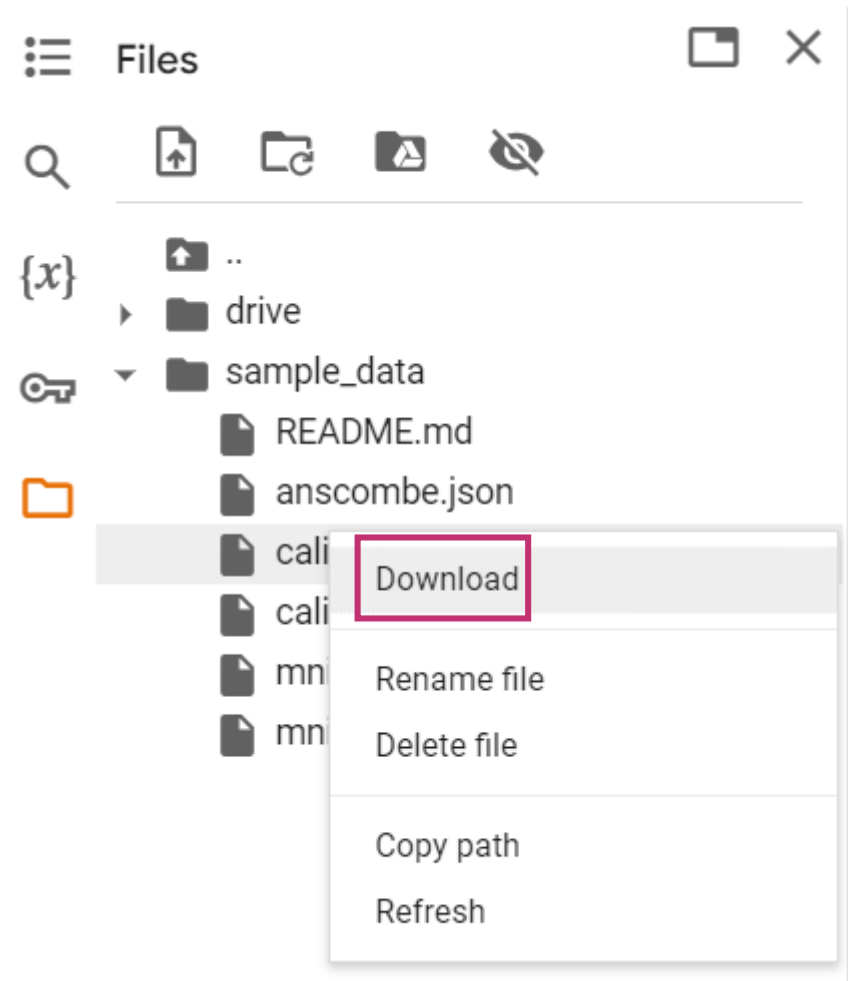 Files
{x}
..
drive
sample_data
README.md
anscombe.json
cali
Download
cali
mni
Rename file
mni
Delete file
Copy path
Refresh